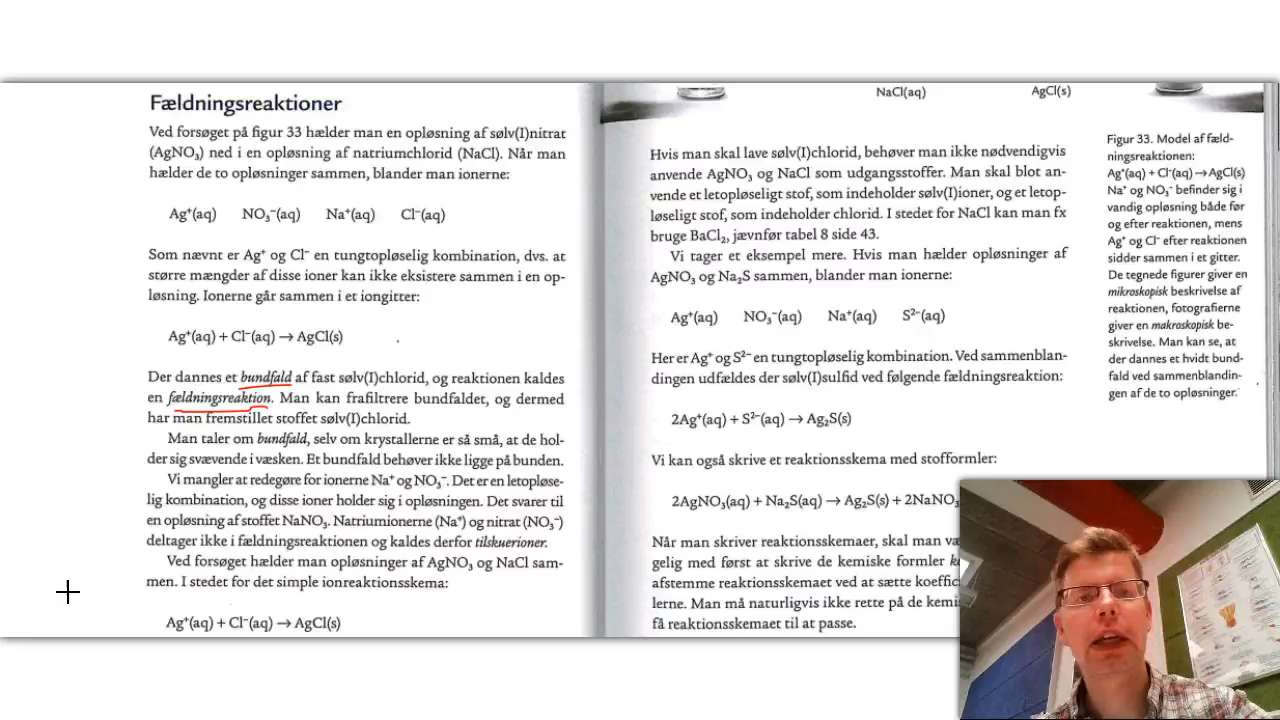 Fældningsreaktioner
Ved forsøget på figur 33 hælder man en opløsning af sølv(I)nitrat
(AgNO₃) ned i en opløsning af natriumchlorid (NaCl). Når man
hælder de to opløsninger sammen, blander man ionerne:
Ag⁺(aq) NO₃⁻(aq) Na⁺(aq) Cl⁻(aq)
Som nævnt er Ag⁺ og Cl⁻ en tungtopløselig kombination, dvs. at
større mængder af disse ioner kan ikke eksistere sammen i en op-
løsning. Ionerne går sammen i et iongitter:
Ag⁺(aq) + Cl⁻(aq) → AgCl(s)
Der dannes et bundfald af fast sølv(I)chlorid, og reaktionen kaldes
en fældningsreaktion. Man kan frafiltrere bundfaldet, og dermed
har man fremstillet stoffet sølv(I)chlorid.
Man taler om bundfald, selv om krystallerne er så små, at de hol-
der sig svævende i væsken. Et bundfald behøver ikke ligge på bunden.
Vi mangler at redegøre for ionerne Na⁺ og NO₃⁻. Det er en letopløse-
lig kombination, og disse ioner holder sig i opløsningen. Det svarer til
en opløsning af stoffet NaNO₃. Natriumionerne (Na⁺) og nitrat (NO₃⁻)
deltager ikke i fældningsreaktionen og kaldes derfor tilskuerioner.
Ved forsøget hælder man opløsninger af AgNO₃ og NaCl sam-
men. I stedet for det simple ionreaktionsskema:
Ag⁺(aq) + Cl⁻(aq) → AgCl(s)
NaCl(aq) AgCl(s)
Hvis man skal lave sølv(I)chlorid, behøver man ikke nødvendigvis
anvende AgNO₃ og NaCl som udgangsstoffer. Man skal blot an-
vende et letopløseligt stof, som indeholder sølv(I)ioner, og et letop-
løseligt stof, som indeholder chlorid. I stedet for NaCl kan man fx
bruge BaCl₂, jævnfør tabel 8 side 43.
Vi tager et eksempel mere. Hvis man hælder opløsninger af
AgNO₃ og Na₂S sammen, blander man ionerne:
Ag⁺(aq) NO₃⁻(aq) Na⁺(aq) S²⁻(aq)
Her er Ag⁺ og S²⁻ en tungtopløselig kombination. Ved sammenblan-
dingen udfældes der sølv(I)sulfid ved følgende fældningsreaktion:
2Ag⁺(aq) + S²⁻(aq) → Ag₂S(s)
Vi kan også skrive et reaktionsskema med stofformler:
2AgNO₃(aq) + Na₂S(aq) → Ag₂S(s) + 2NaNO₃
Når man skriver reaktionsskemaer, skal man
gelig med først at skrive de kemiske formler
afstemme reaktionsskemaet ved at sætte
lerne. Man må naturligvis ikke rette på de
få reaktionsskemaet til at passe.
Figur 33. Model af fæld-
ningsreaktionen:
Ag⁺(aq) + Cl⁻(aq) → AgCl(s)
Na⁺ og NO₃⁻ befinder sig i
vandig opløsning både før
og efter reaktionen, mens
Ag⁺ og Cl⁻ efter reaktionen
sidder sammen i et gitter.
De tegnede figurer giver en
mikroskopisk beskrivelse af
reaktionen, fotografierne
giver en makroskopisk be-
skrivelse. Man kan se, at
der dannes et hvidt bund-
fald ved sammenblandin-
gen af de to opløsninger.